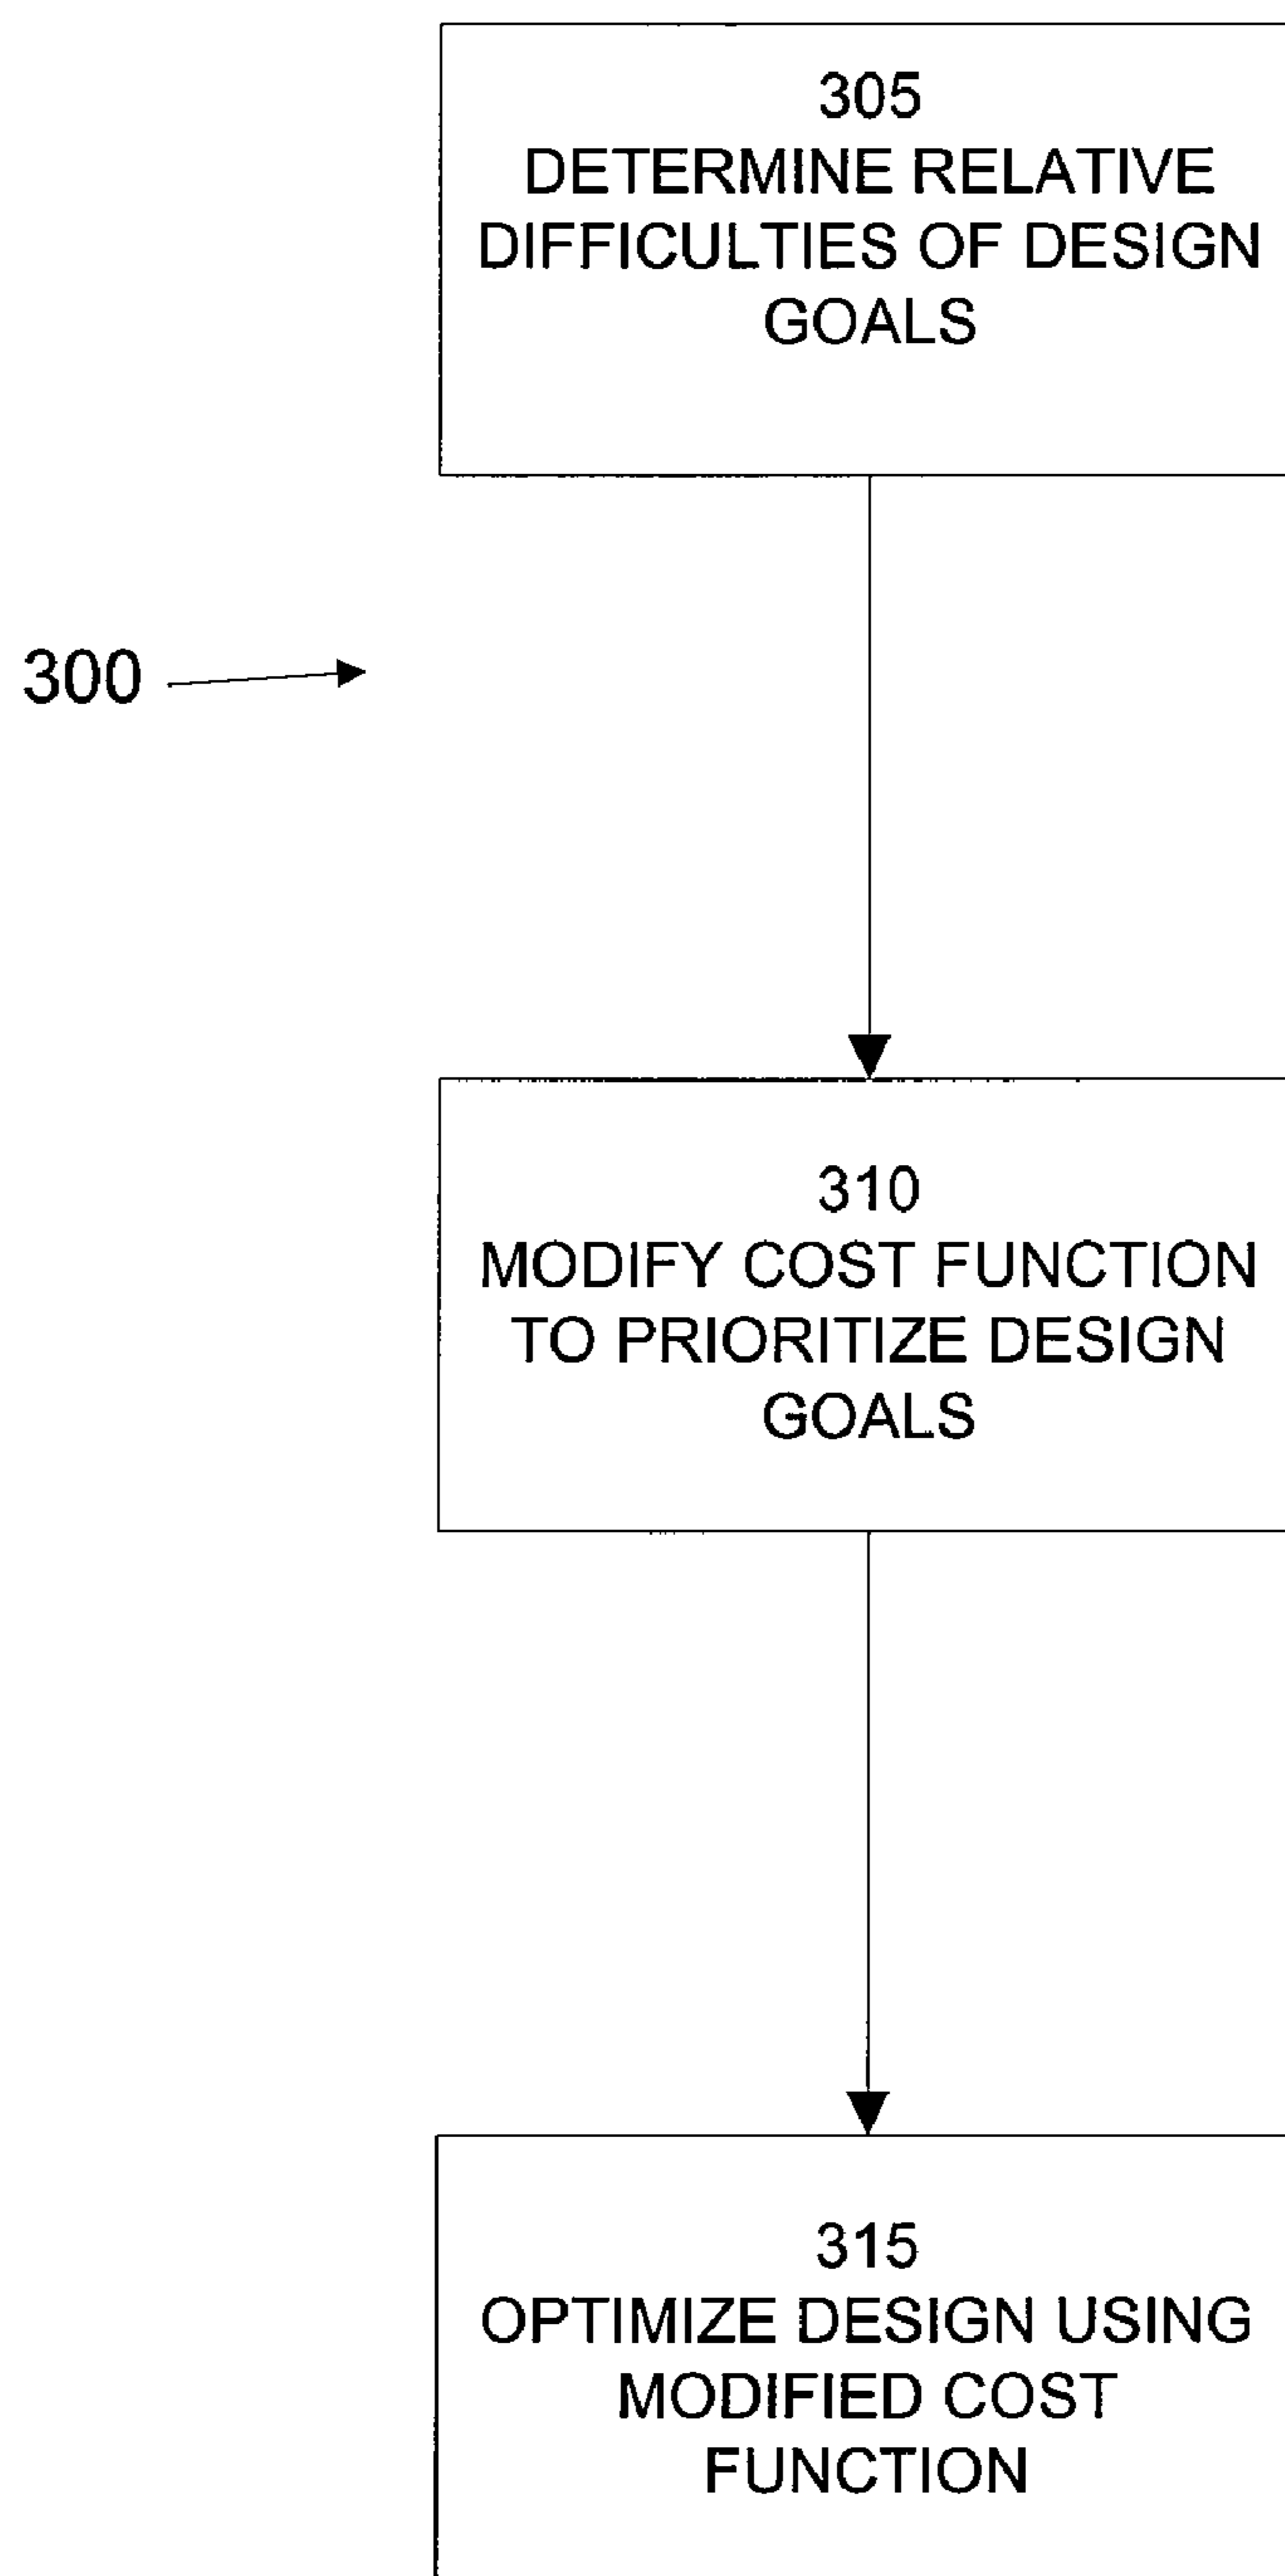 305
DETERMINE RELATIVE
DIFFICULTIES OF DESIGN
GOALS
300
310
MODIFY COST FUNCTION
TO PRIORITIZE DESIGN
GOALS
315
OPTIMIZE DESIGN USING
MODIFIED COST
FUNCTION